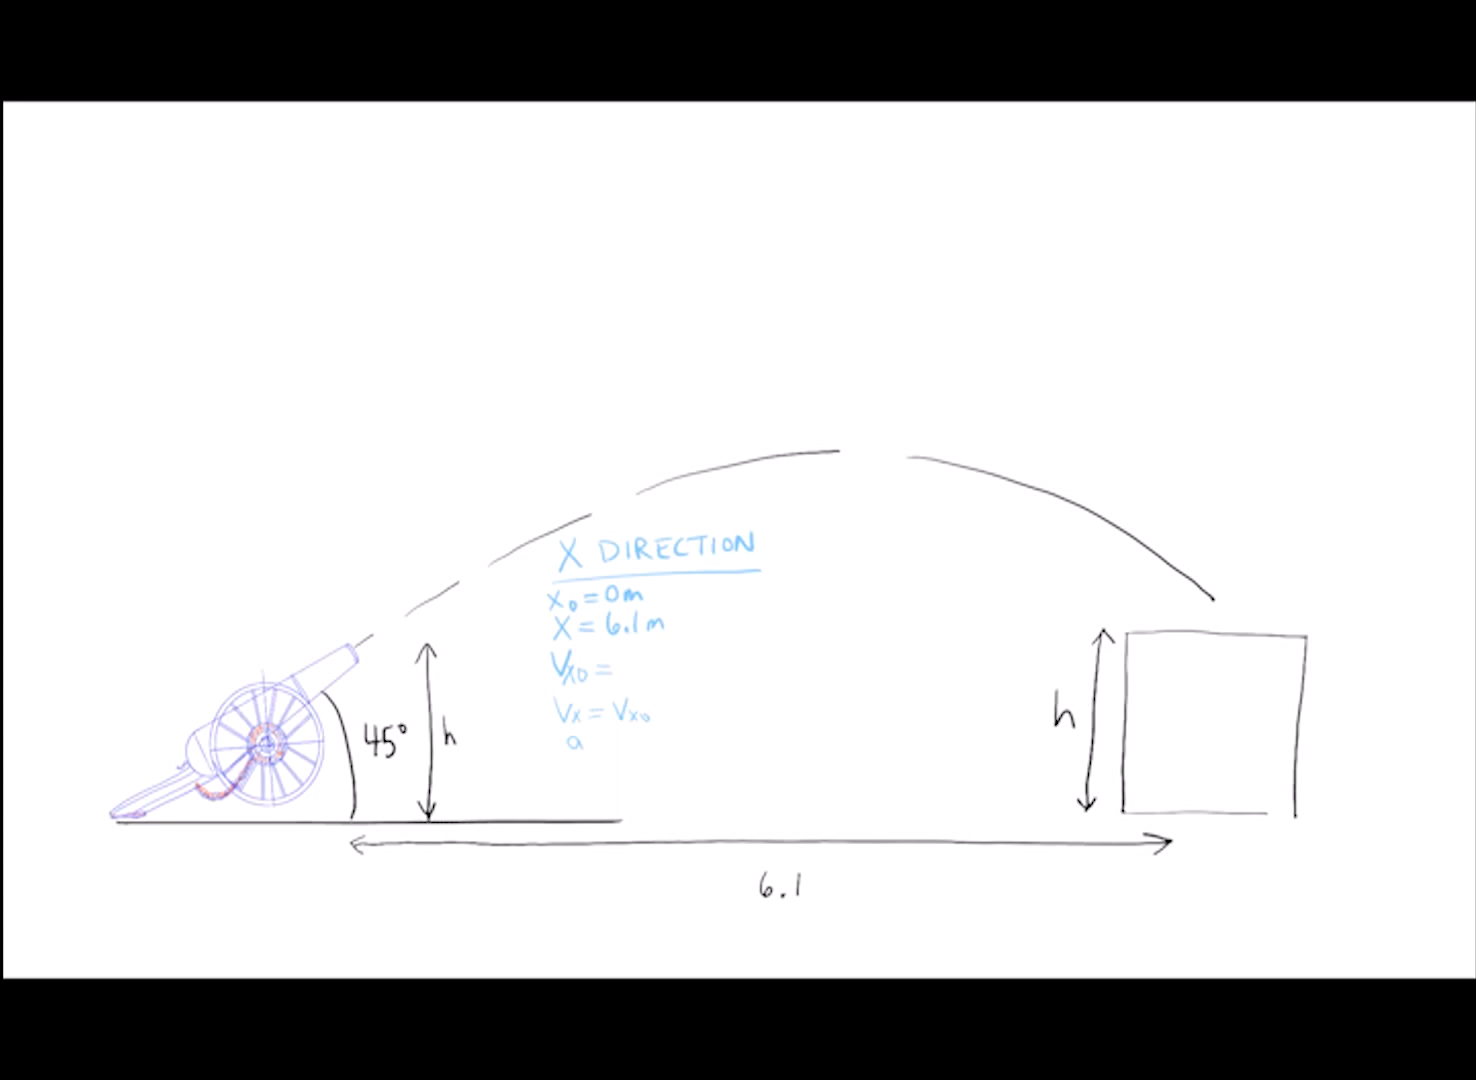 X DIRECTION
x₀ = 0m
X = 6.1m
Vx₀ =
Vx = Vx₀
a
45°
h
h
6.1